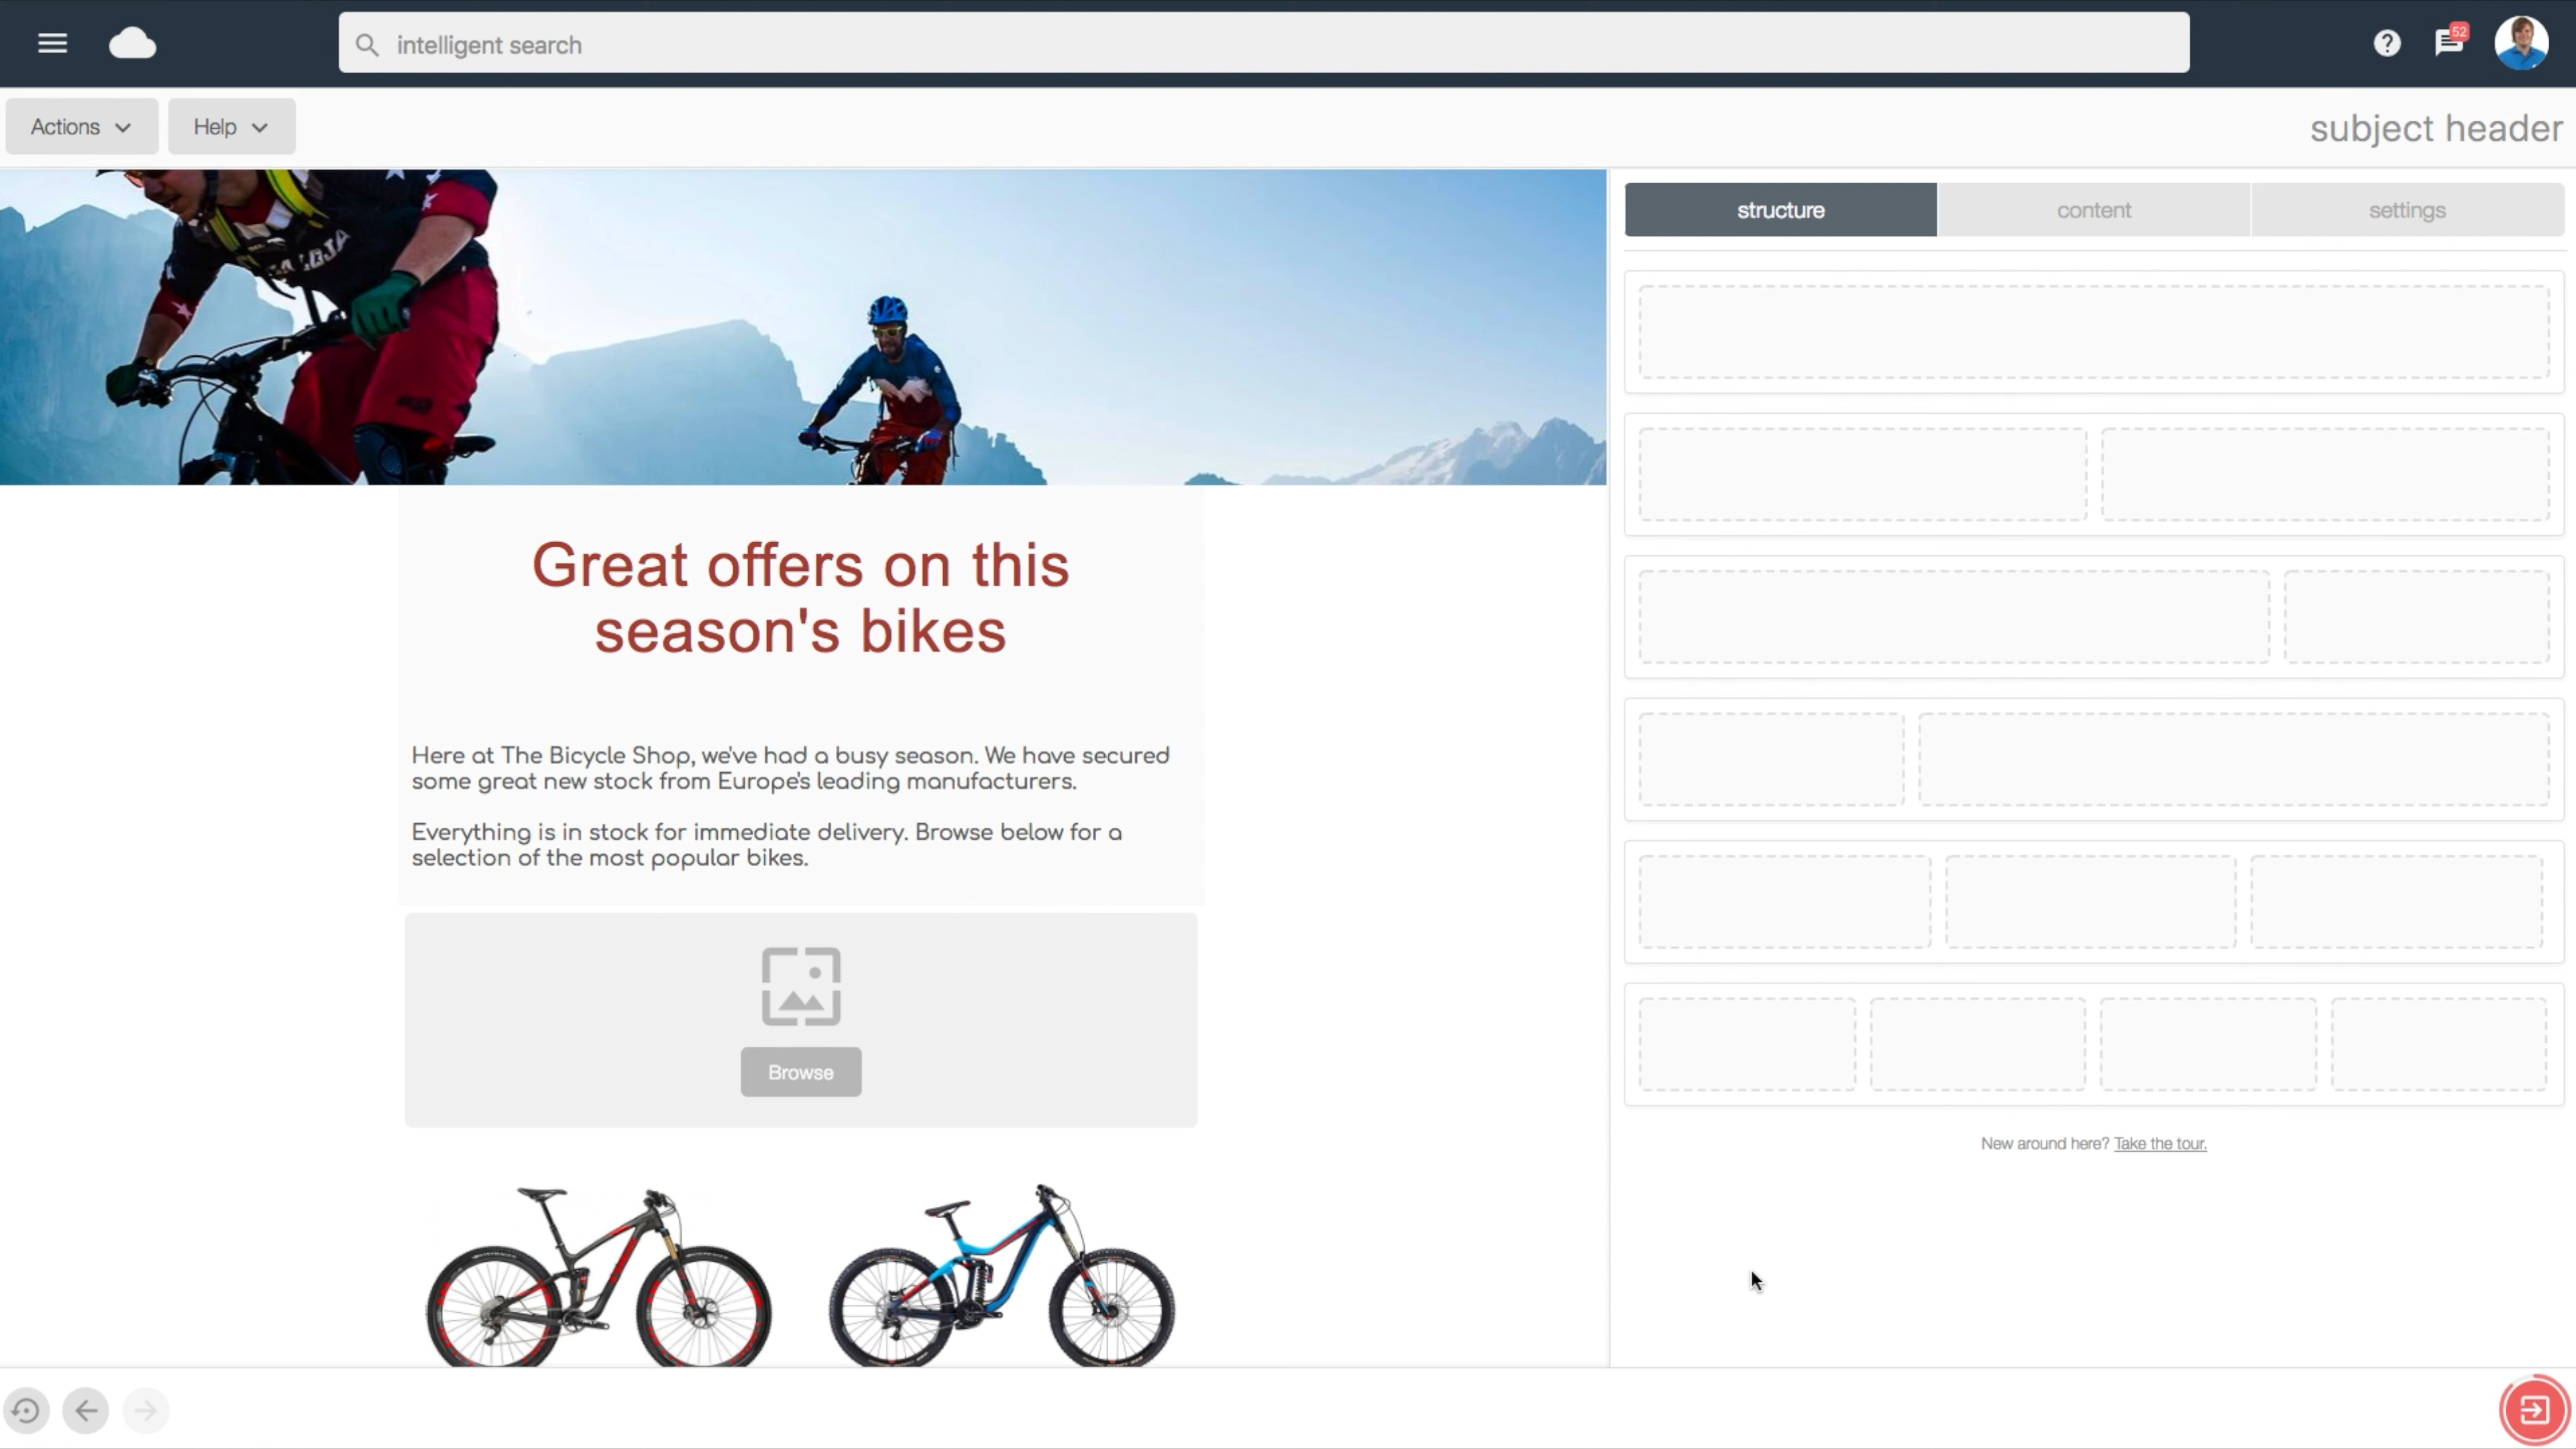 intelligent search
52
Actions
Help
subject header
structure
content
settings
Great offers on this
season's bikes
Here at The Bicycle Shop, we've had a busy season. We have secured
some great new stock from Europe's leading manufacturers.
Everything is in stock for immediate delivery. Browse below for a
selection of the most popular bikes.
Browse
New around here? Take the tour.